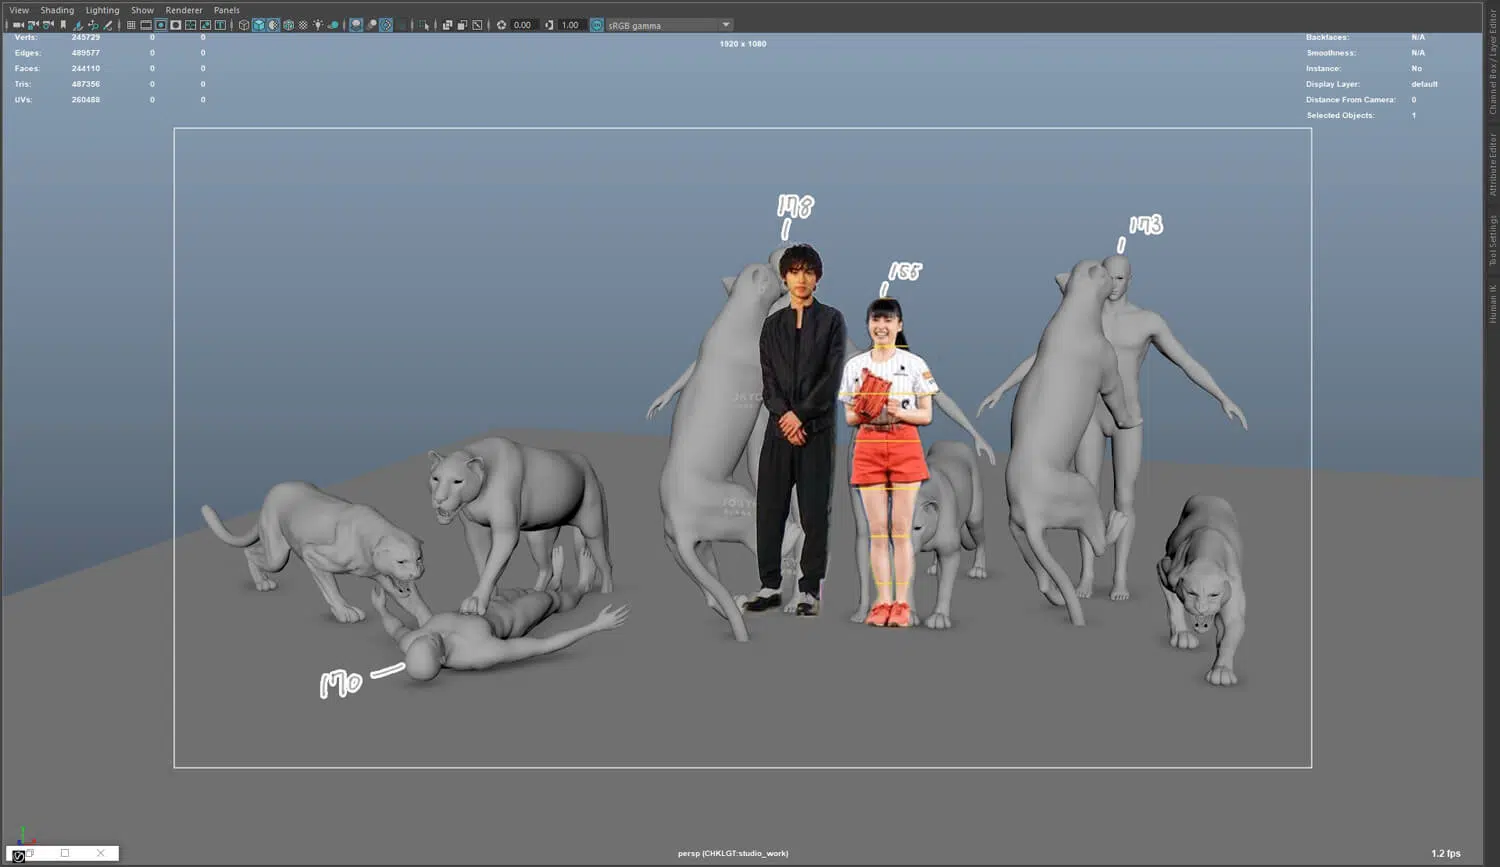 View Shading Lighting Show Renderer Panels
0.00 1.00 sRGB gamma
Verts: 245729 0 0
Edges: 489577 0 0
Faces: 244110 0 0
Tris: 487356 0 0
UVs: 260488 0 0
1920 x 1080
Backfaces: N/A
Smoothness: N/A
Instance: No
Display Layer: default
Distance From Camera: 0
Selected Objects: 1
Channel Box / Layer Editor
Attribute Editor
Tool Settings
Human IK
178
155
173
170
persp (CHKLGT:studio_work)
1.2 fps